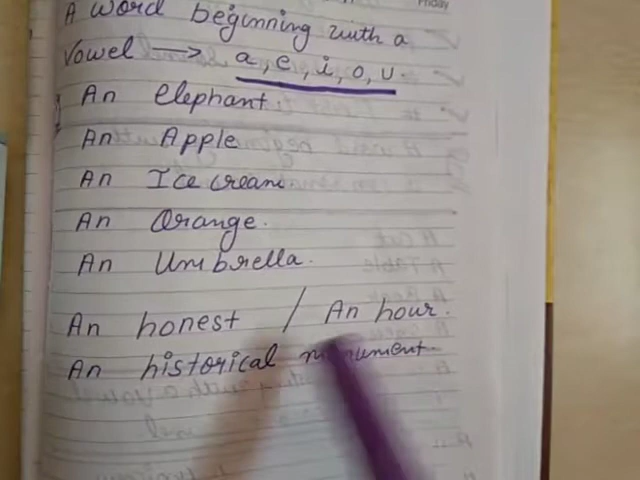 A word beginning with a
Vowel → a, e, i, o, u.
An elephant.
An Apple
An Ice cream
An Orange.
An Umbrella.
An honest / An hour.
An historical monument.